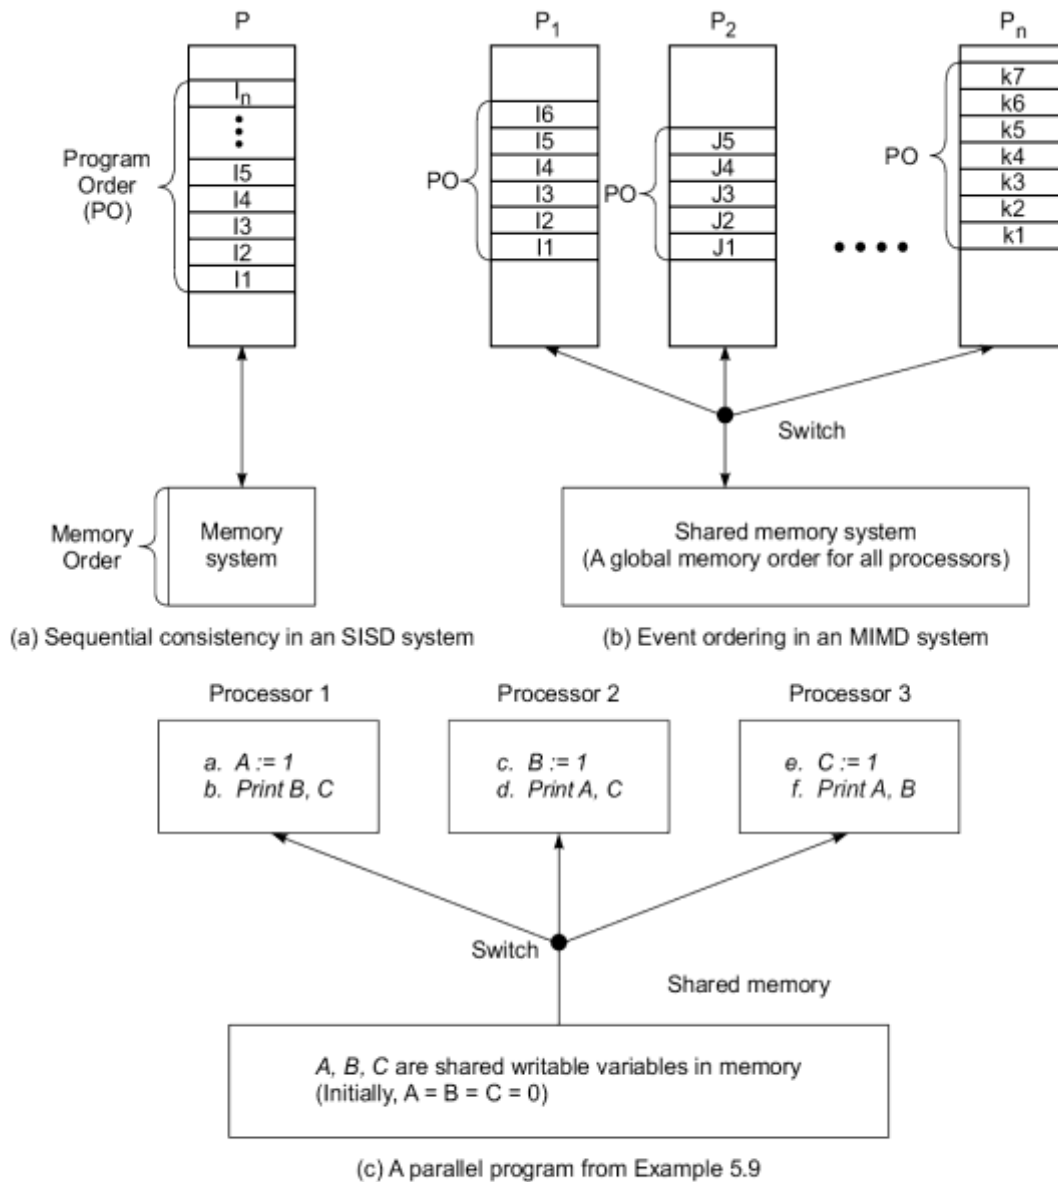 P
I_n
I5
I4
I3
I2
I1
Program
Order
(PO)
Memory
Order
Memory
system
(a) Sequential consistency in an SISD system
P_1
I6
I5
I4
I3
I2
I1
PO
P_2
J5
J4
J3
J2
J1
PO
P_n
k7
k6
k5
k4
k3
k2
k1
PO
Switch
Shared memory system
(A global memory order for all processors)
(b) Event ordering in an MIMD system
Processor 1
a. A := 1
b. Print B, C
Processor 2
c. B := 1
d. Print A, C
Processor 3
e. C := 1
f. Print A, B
Switch
Shared memory
A, B, C are shared writable variables in memory
(Initially, A = B = C = 0)
(c) A parallel program from Example 5.9